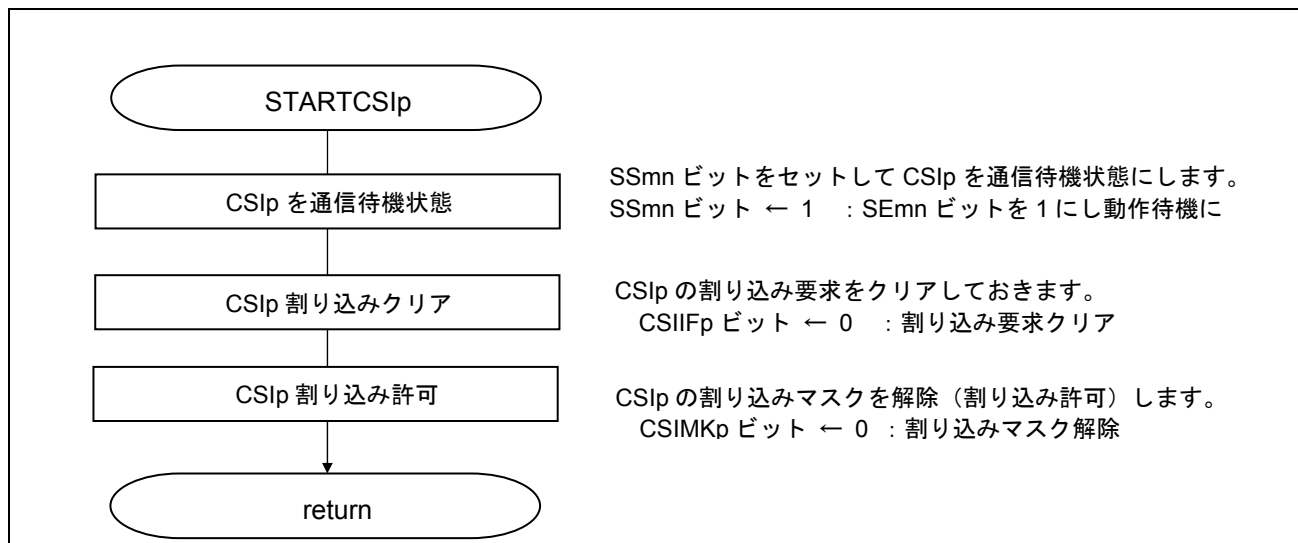 STARTCSIp
CSIp を通信待機状態
SSmn ビットをセットして CSIp を通信待機状態にします。
SSmn ビット ← 1 ：SEmn ビットを 1 にし動作待機に
CSIp 割り込みクリア
CSIp の割り込み要求をクリアしておきます。
CSIIFp ビット ← 0 ：割り込み要求クリア
CSIp 割り込み許可
CSIp の割り込みマスクを解除（割り込み許可）します。
CSIMKp ビット ← 0 ：割り込みマスク解除
return